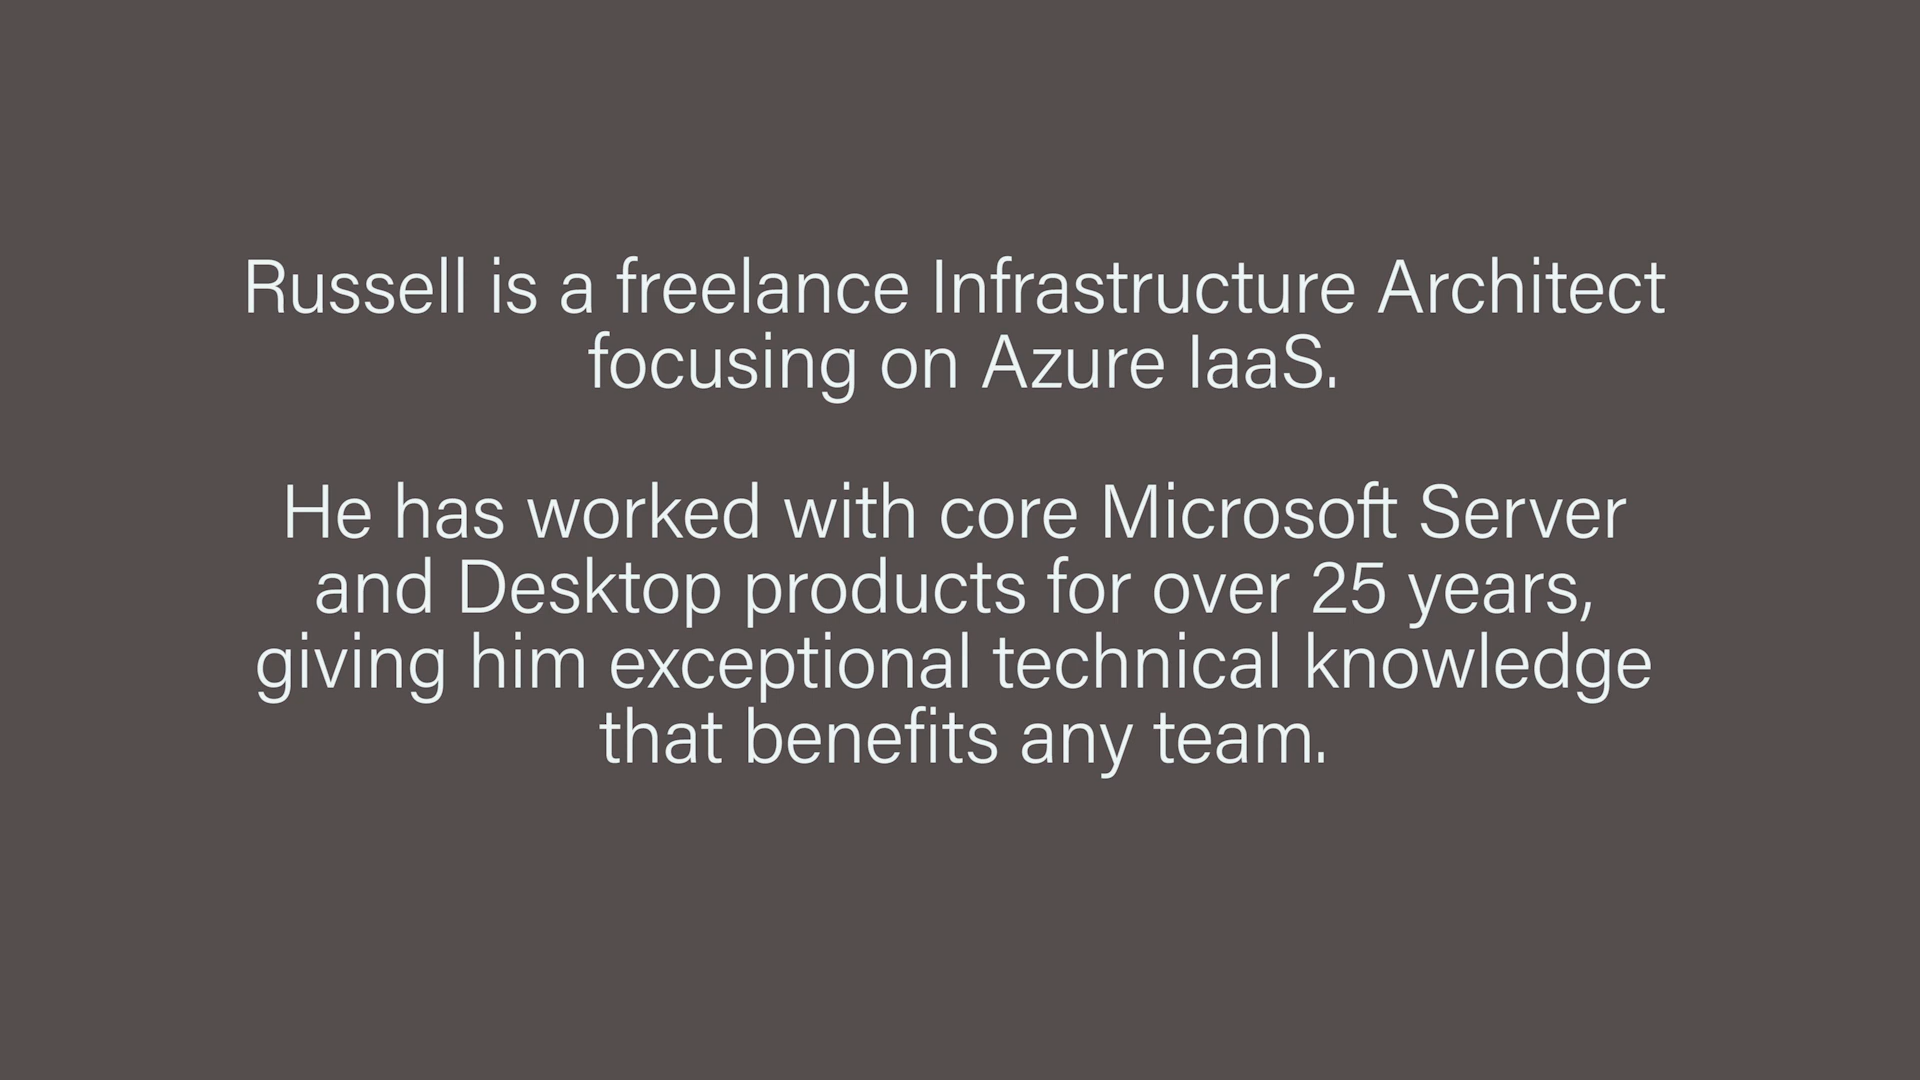 Russell is a freelance Infrastructure Architect
focusing on Azure IaaS.
He has worked with core Microsoft Server
and Desktop products for over 25 years,
giving him exceptional technical knowledge
that benefits any team.